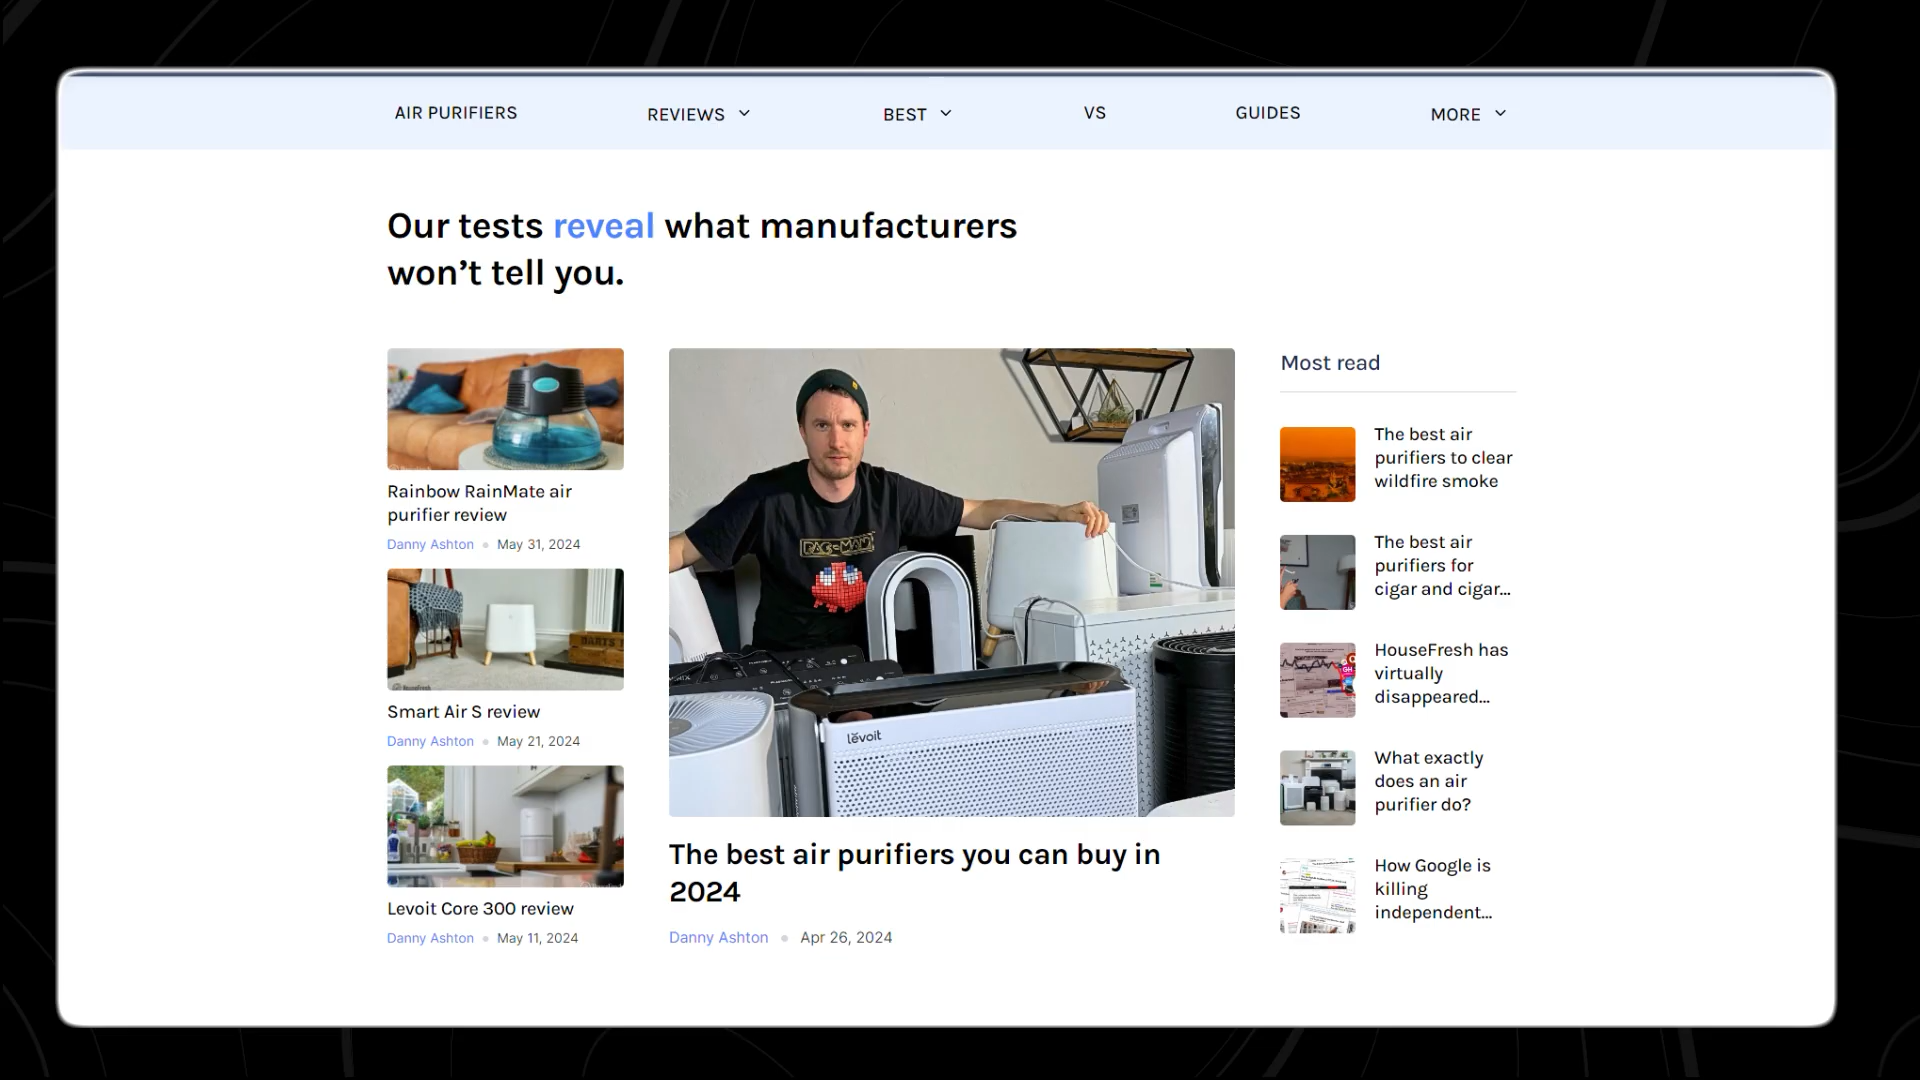 AIR PURIFIERS
REVIEWS
BEST
VS
GUIDES
MORE
Our tests reveal what manufacturers
won’t tell you.
Rainbow RainMate air
purifier review
Danny Ashton • May 31, 2024
Smart Air S review
Danny Ashton • May 21, 2024
Levoit Core 300 review
Danny Ashton • May 11, 2024
PAC-MAN
levoit
DARTS
The best air purifiers you can buy in
2024
Danny Ashton • Apr 26, 2024
Most read
The best air
purifiers to clear
wildfire smoke
The best air
purifiers for
cigar and cigar...
HouseFresh has
virtually
disappeared...
What exactly
does an air
purifier do?
How Google is
killing
independent...